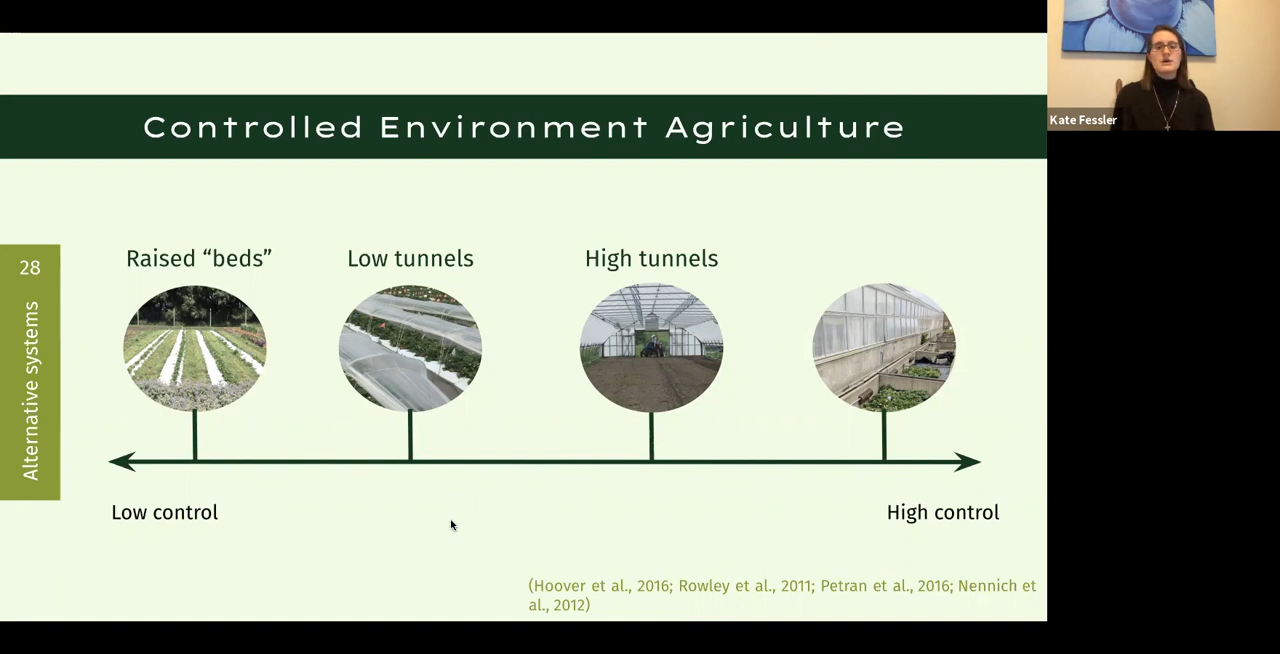 Controlled Environment Agriculture
Kate Fessler
28
Alternative systems
Raised “beds”
Low tunnels
High tunnels
Low control
High control
(Hoover et al., 2016; Rowley et al., 2011; Petran et al., 2016; Nennich et
al., 2012)